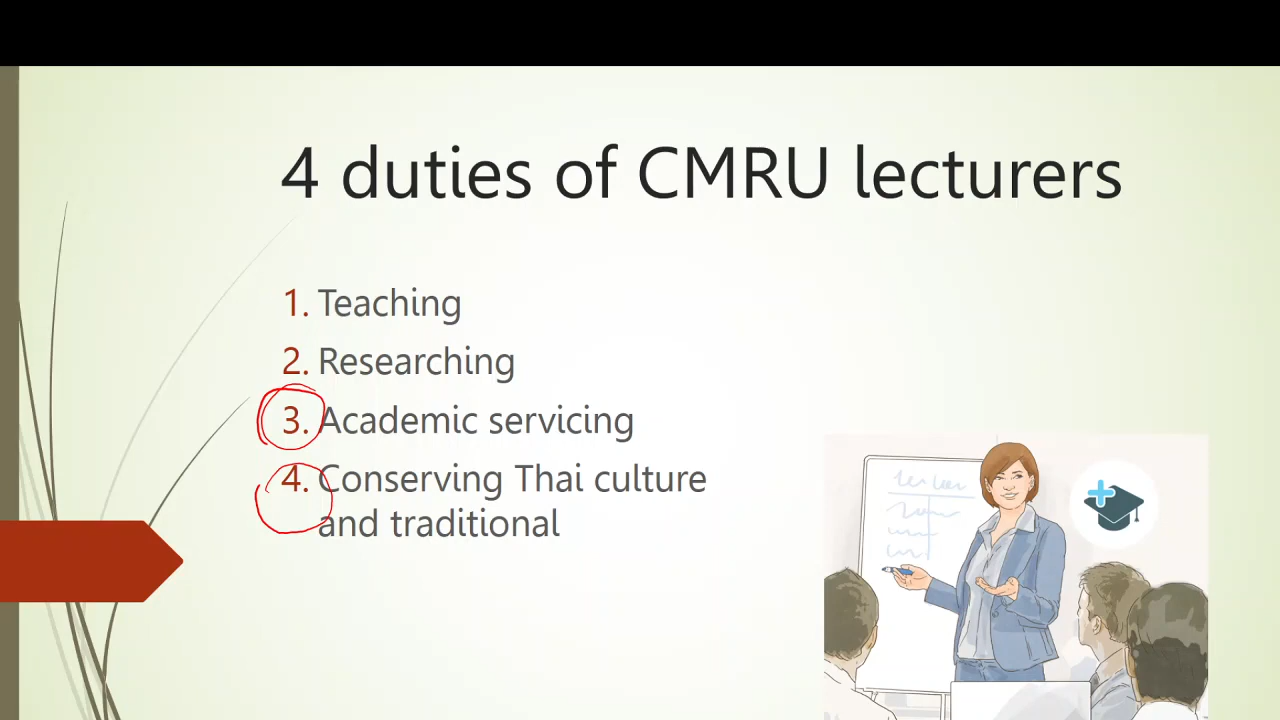 4 duties of CMRU lecturers
1. Teaching
2. Researching
3. Academic servicing
4. Conserving Thai culture
and traditional